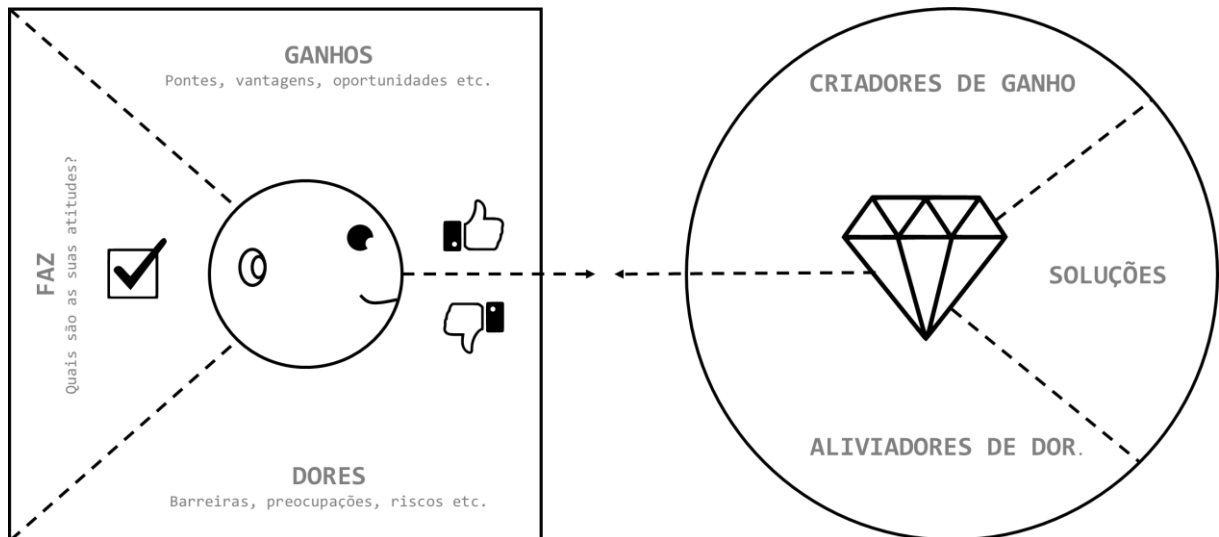 GANHOS
Pontes, vantagens, oportunidades etc.
FAZ
Quais são as suas atitudes?
DORES
Barreiras, preocupações, riscos etc.
CRIADORES DE GANHO
SOLUÇÕES
ALIVIADORES DE DOR.